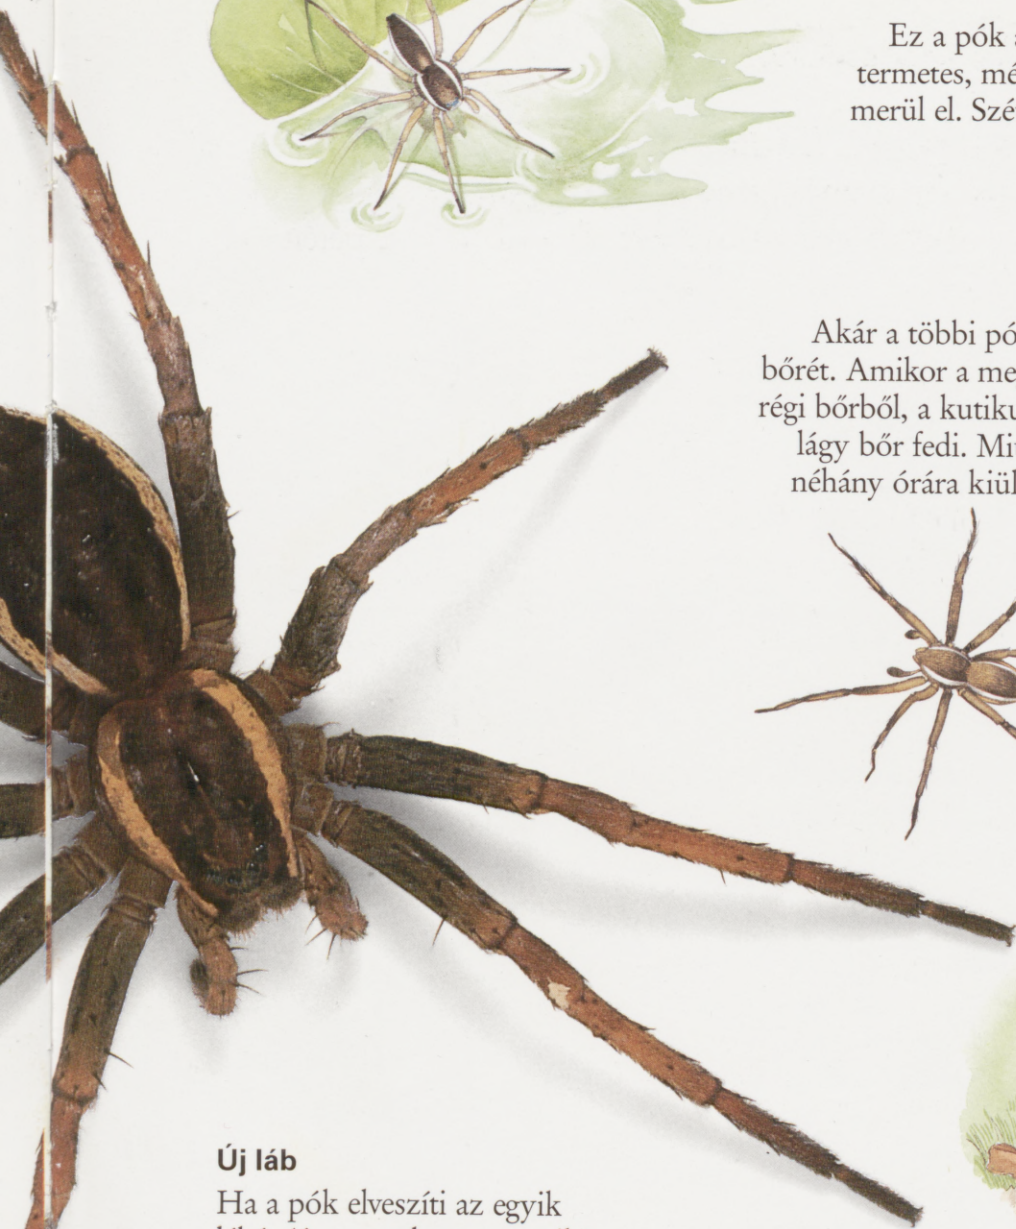 Ez a pók
termetes, mé
merül el. Szé
Akár a többi pó
bőrét. Amikor a me
régi bőrből, a kutiku
lágy bőr fedi. Mi
néhány órára kiül
Új láb
Ha a pók elveszíti az egyik